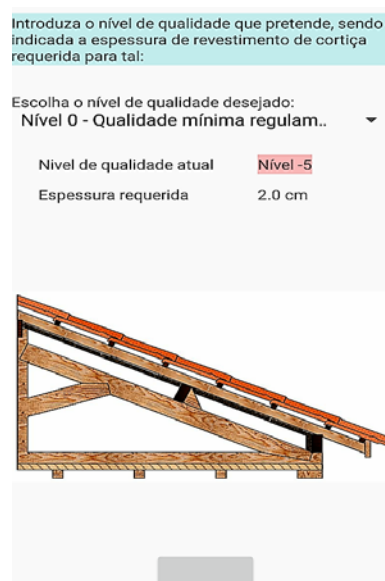 Introduza o nível de qualidade que pretende, sendo
indicada a espessura de revestimento de cortiça
requerida para tal:
Escolha o nível de qualidade desejado:
Nível 0 - Qualidade mínima regulam..
Nivel de qualidade atual Nível -5
Espessura requerida 2.0 cm